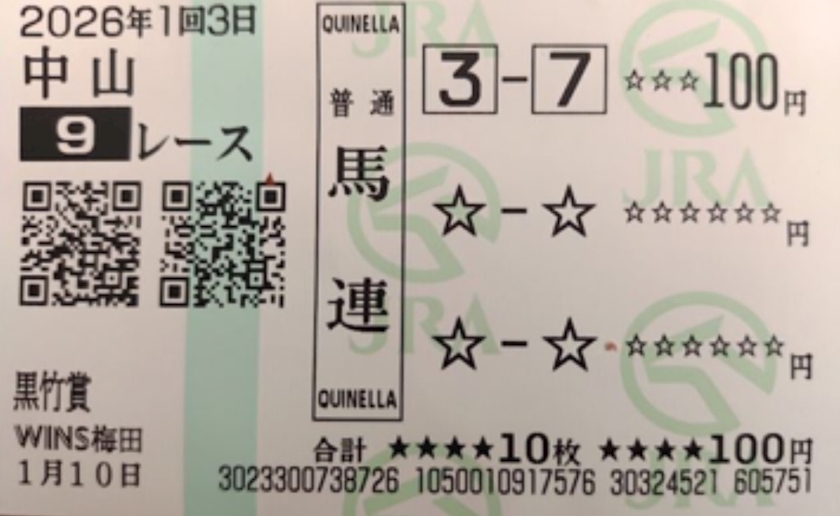 2026年1回3日
中山
9レース
黒竹賞
WINS梅田
1月10日
QUINELLA
普通
馬連
QUINELLA
3-7 ☆☆☆100円
☆-☆ ☆☆☆☆☆☆円
☆-☆ ☆☆☆☆☆☆円
合計 ★★★★10枚 ★★★★100円
3023300738726 1050010917576 30324521 605751
JRA
JRA
JRA
JRA